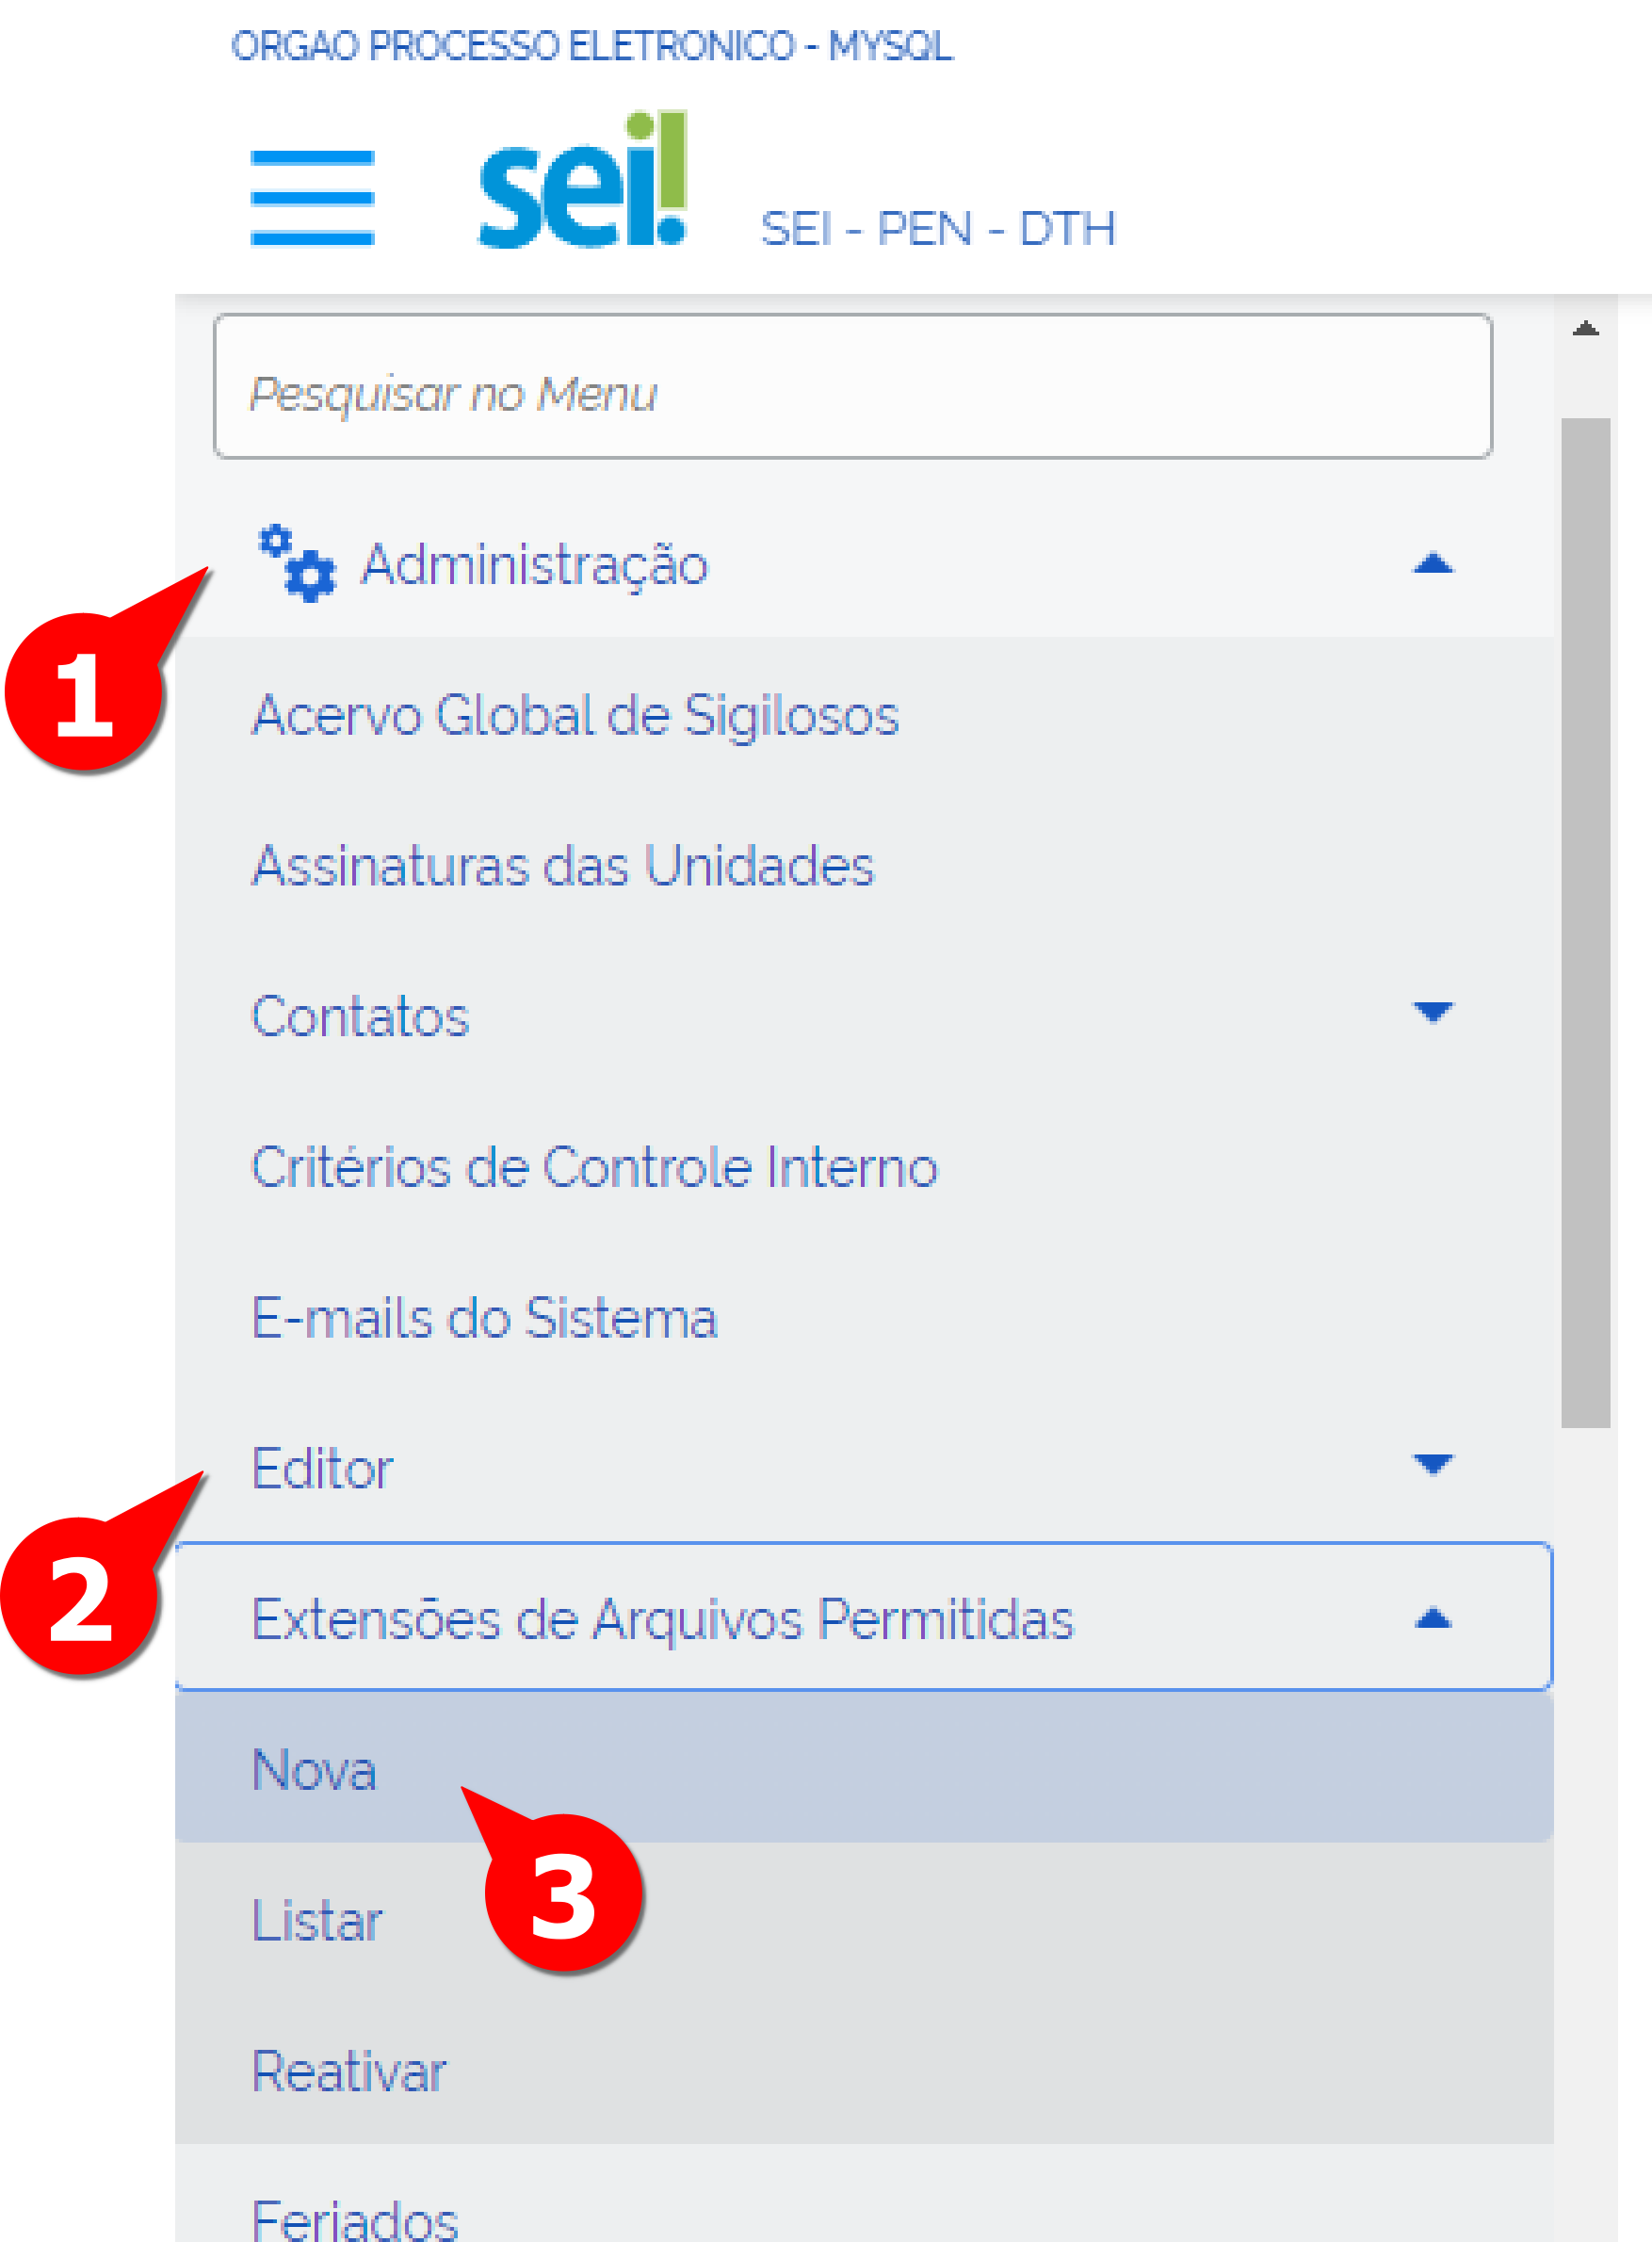 ORGAO PROCESSO ELETRONICO - MYSQL
sei!
SEI - PEN - DTH
Pesquisar no Menu
Administração
1
Acervo Global de Sigilosos
Assinaturas das Unidades
Contatos
Critérios de Controle Interno
E-mails do Sistema
Editor
2
Extensões de Arquivos Permitidas
Nova
3
Listar
Reativar
Feriados